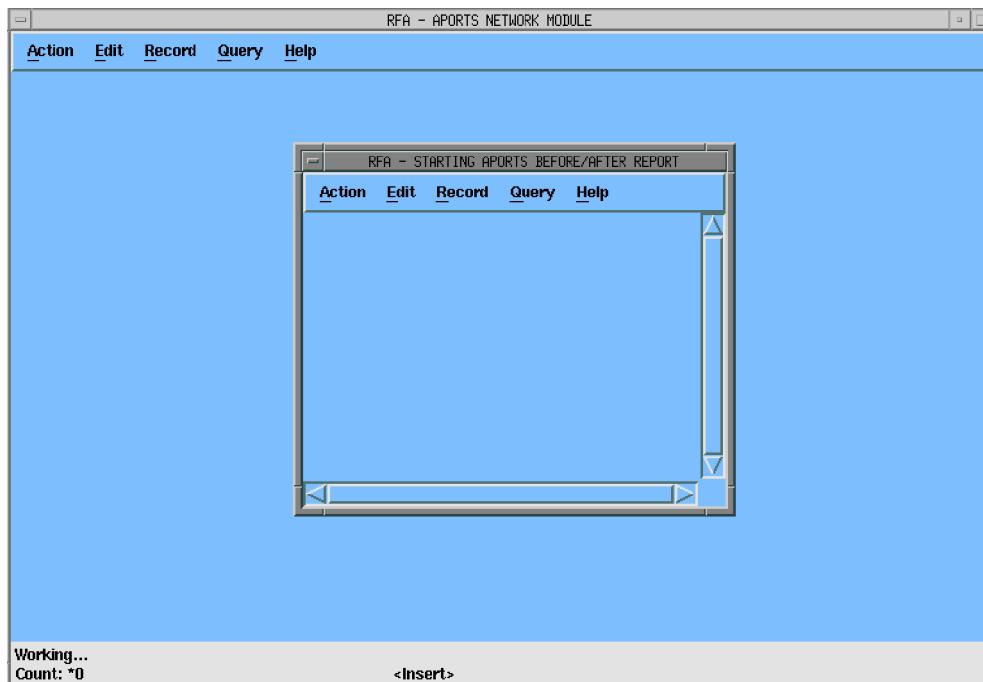 RFA - APORTS NETWORK MODULE
Action Edit Record Query Help
RFA - STARTING APORTS BEFORE/AFTER REPORT
Action Edit Record Query Help
Working...
Count: *0 <Insert>